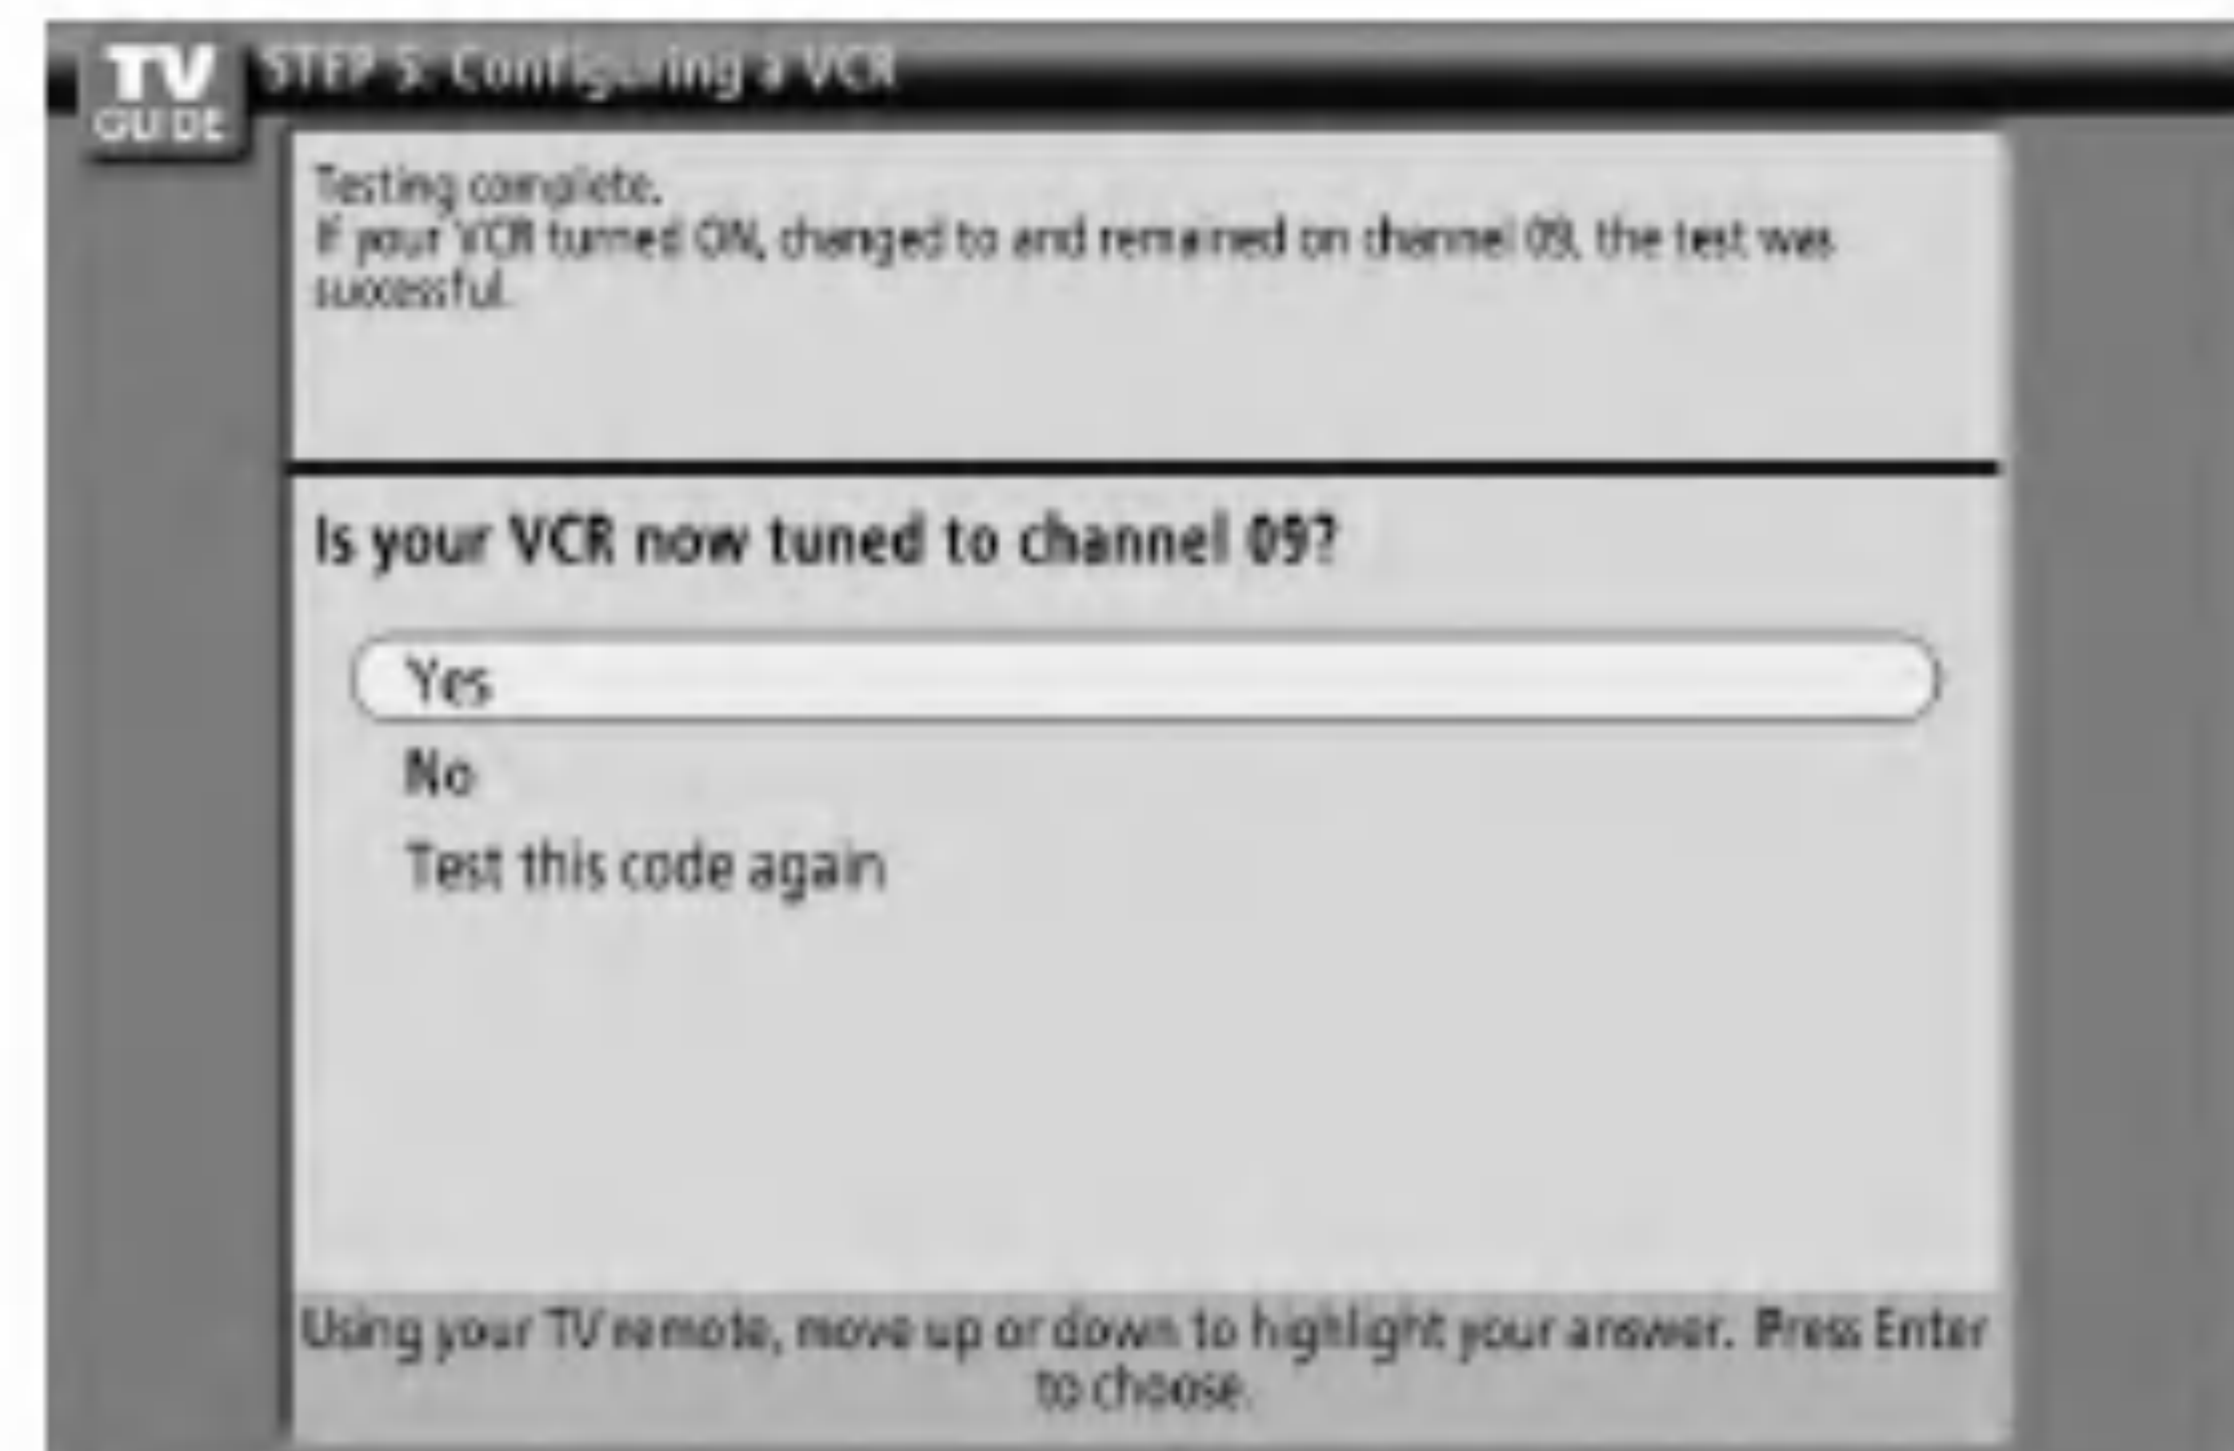 TV
GUIDE
STEP 5: Configuring a VCR
Testing complete.
If your VCR turned ON, changed to and remained on channel 09, the test was
successful.
Is your VCR now tuned to channel 09?
Yes
No
Test this code again
Using your TV remote, move up or down to highlight your answer. Press Enter
to choose.